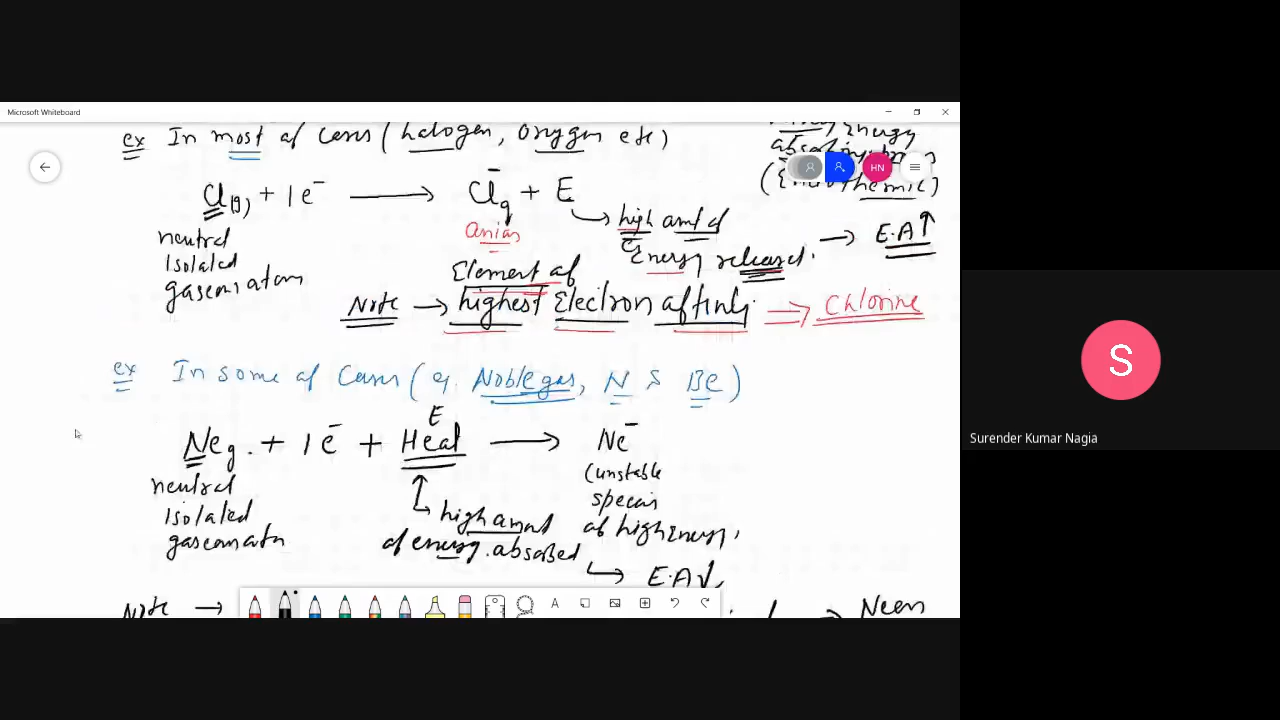 Microsoft Whiteboard
ex In most of Cases ( halogen, Oxygen etc )
Energy
(Endothermic)
HN
Cl(g) + 1e⁻ ⟶ Cl⁻g + E
anion
high amt of
Energy released. → E.A↑
neutral
isolated
gaseous atom
Element of
Note → highest Electron affinity ⇒ Chlorine
ex In some of Cases ( eg. Noble gas, N & Be )
E
Neg. + 1e⁻ + Heat ⟶ Ne⁻
neutral
isolated
gaseous atom
high amount
of energy. absorbed
(unstable
species
of high Energy)
↳ E.A↓
Note → → Neon
A
S
Surender Kumar Nagia